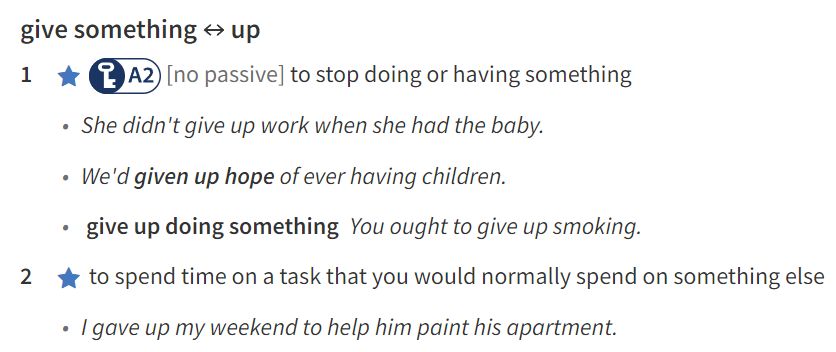 give something ↔ up
1 ★ A2 [no passive] to stop doing or having something
• She didn't give up work when she had the baby.
• We'd given up hope of ever having children.
• give up doing something You ought to give up smoking.
2 ★ to spend time on a task that you would normally spend on something else
• I gave up my weekend to help him paint his apartment.